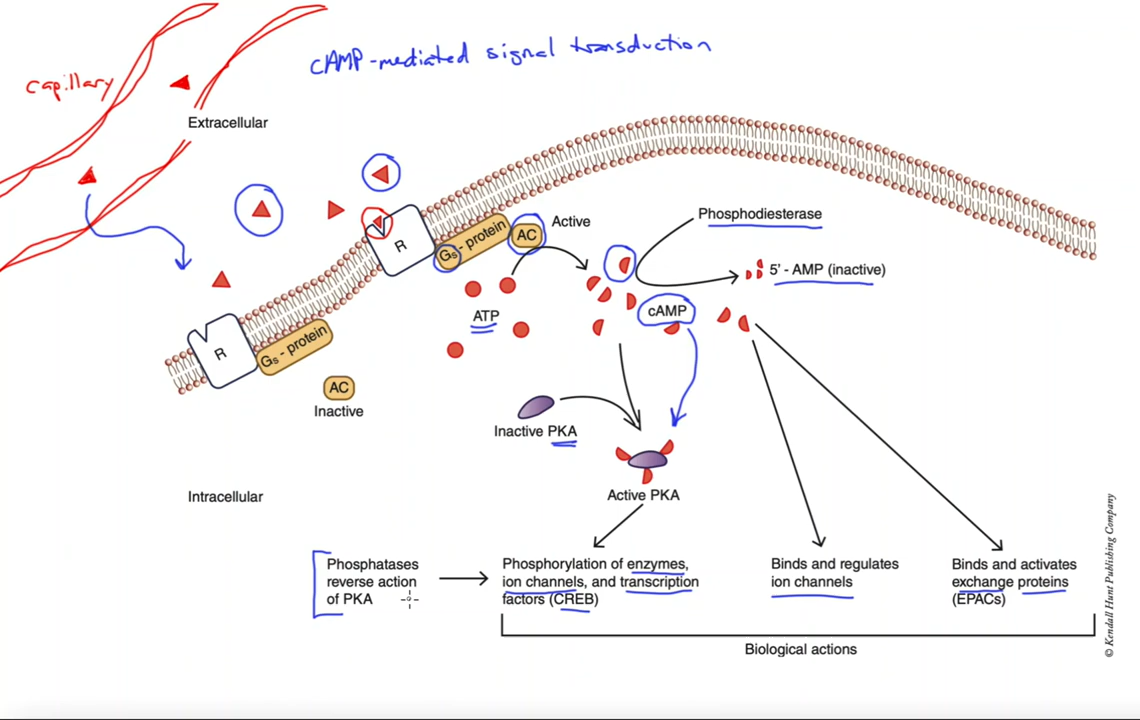 cAMP-mediated signal transduction
capillary
Extracellular
R
Gs - protein
AC
Active
Phosphodiesterase
5' - AMP (inactive)
ATP
cAMP
R
Gs - protein
AC
Inactive
Inactive PKA
Active PKA
Intracellular
Phosphatases
reverse action
of PKA
Phosphorylation of enzymes,
ion channels, and transcription
factors (CREB)
Binds and regulates
ion channels
Binds and activates
exchange proteins
(EPACs)
Biological actions
© Kendall Hunt Publishing Company